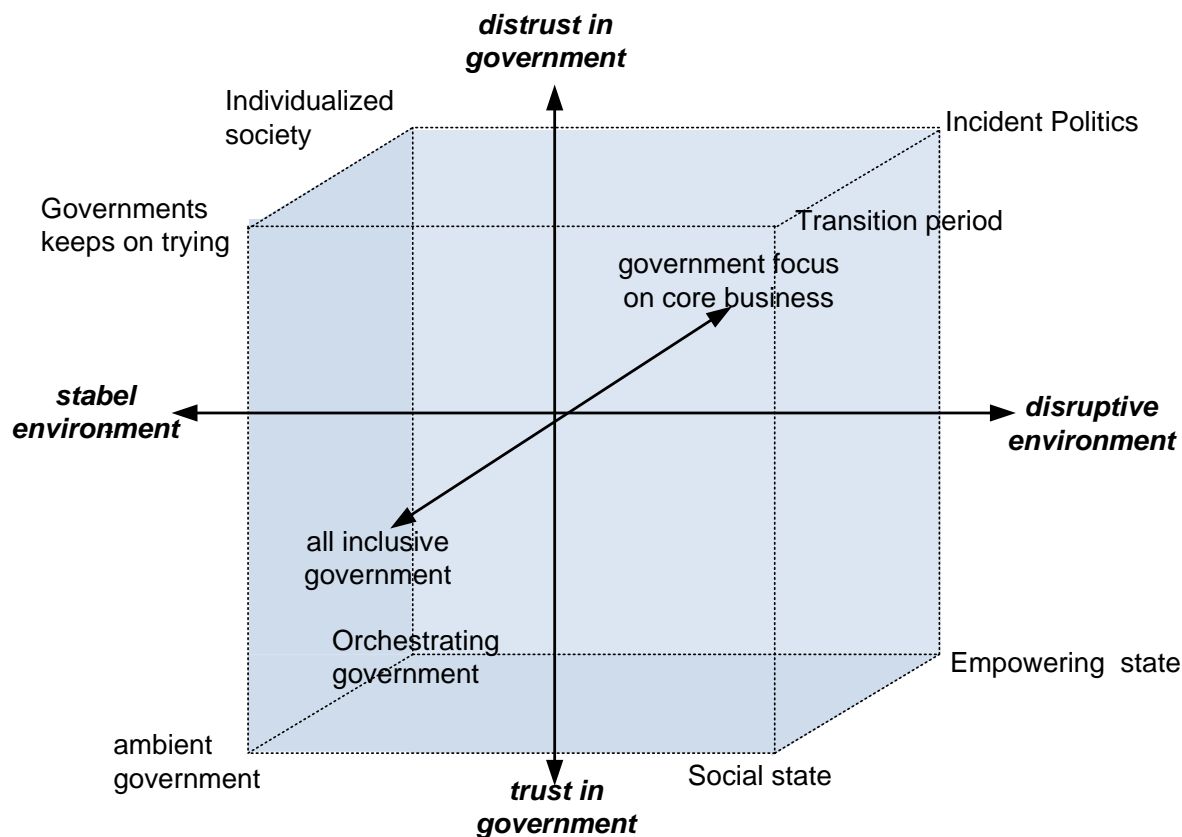 distrust in
government
Individualized
society
Incident Politics
Governments
keeps on trying
Transition period
government focus
on core business
stabel
environment
disruptive
environment
all inclusive
government
Orchestrating
government
Empowering state
ambient
government
Social state
trust in
government